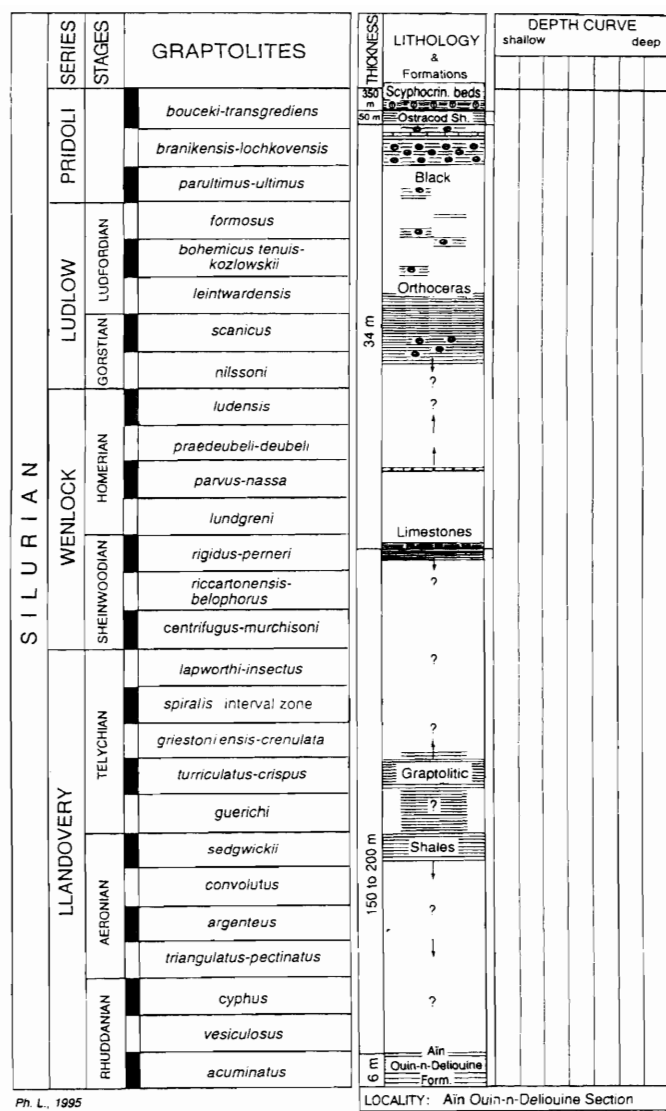 SERIES
STAGES
GRAPTOLITES
THICKNESS
LITHOLOGY
&
Formations
DEPTH CURVE
shallow deep
SILURIAN
PRIDOLI
bouceki-transgrediens
branikensis-lochkovensis
parultimus-ultimus
LUDLOW
LUDFORDIAN
formosus
bohemicus tenuis-
kozlowskii
leintwardensis
GORSTIAN
scanicus
nilssoni
WENLOCK
HOMERIAN
ludensis
praedeubeli-deubeli
parvus-nassa
lundgreni
SHEINWOODIAN
rigidus-perneri
riccartonensis-
belophorus
centrifugus-murchisoni
LLANDOVERY
TELYCHIAN
lapworthi-insectus
spiralis interval zone
griestoniensis-crenulata
turriculatus-crispus
guerichi
AERONIAN
sedgwickii
convolutus
argenteus
triangulatus-pectinatus
RHUDDANIAN
cyphus
vesiculosus
acuminatus
350
m
50 m
34 m
150 to 200 m
6 m
Scyphocrin. beds
Ostracod Sh.
Black
Orthoceras
?
?
Limestones
?
?
?
Graptolitic
?
Shales
?
?
Aïn
Ouin-n-Deliouine
Form.
LOCALITY: Aïn Ouin-n-Deliouine Section
Ph. L., 1995